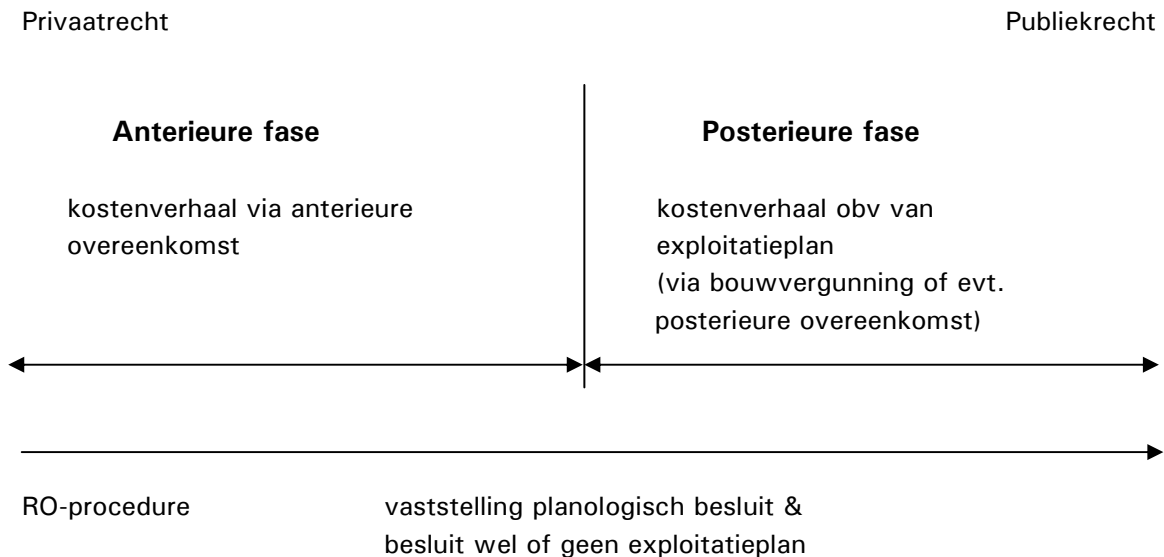 Privaatrecht
Publiekrecht
Anterieure fase
kostenverhaal via anterieure
overeenkomst
Posterieure fase
kostenverhaal obv van
exploitatieplan
(via bouwvergunning of evt.
posterieure overeenkomst)
RO-procedure
vaststelling planologisch besluit &
besluit wel of geen exploitatieplan